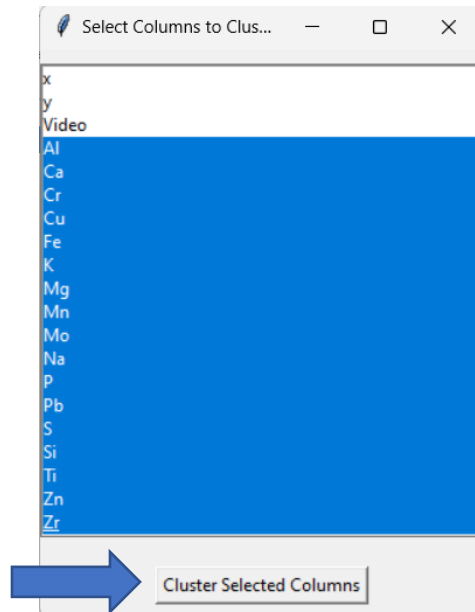 Select Columns to Clus...
x
y
Video
Al
Ca
Cr
Cu
Fe
K
Mg
Mn
Mo
Na
P
Pb
S
Si
Ti
Zn
Zr
Cluster Selected Columns